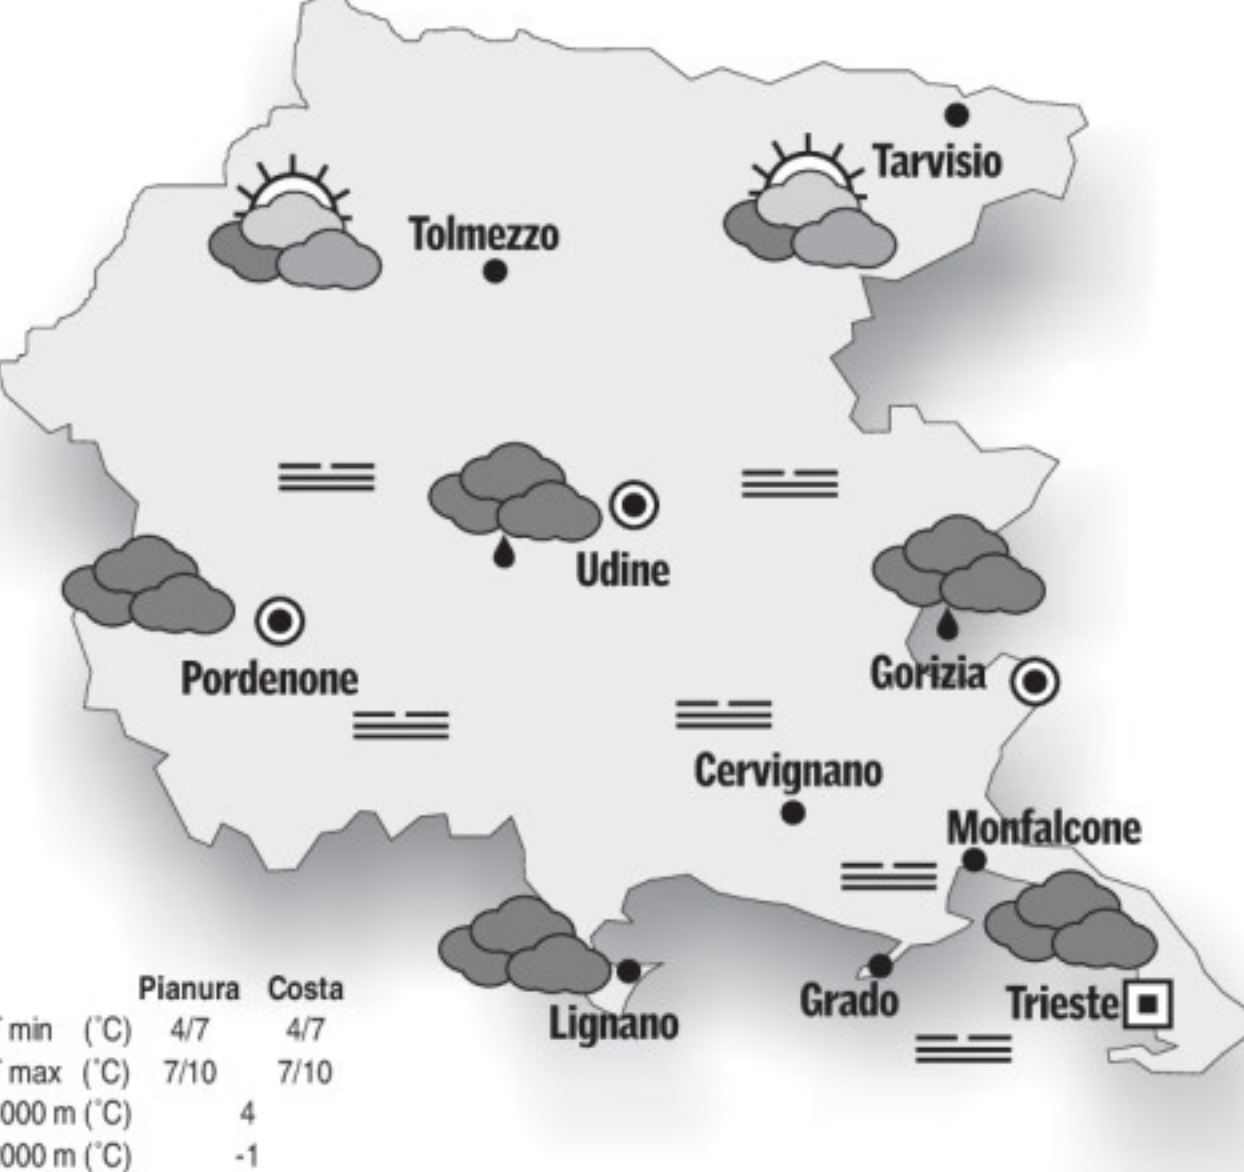 Tarvisio
Tolmezzo
Udine
Pordenone
Gorizia
Cervignano
Monfalcone
Lignano
Grado
Trieste
Pianura Costa
min (°C) 4/7 4/7
max (°C) 7/10 7/10
000 m (°C) 4
000 m (°C) -1